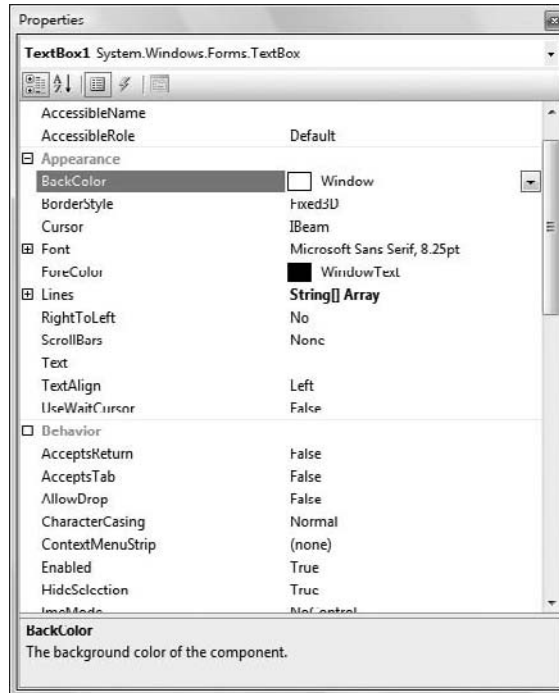 Properties
TextBox1 System.Windows.Forms.TextBox
AccessibleName
AccessibleRole Default
Appearance
BackColor Window
BorderStyle Fixed3D
Cursor IBeam
Font Microsoft Sans Serif, 8.25pt
ForeColor WindowText
Lines String[] Array
RightToLeft No
ScrollBars None
Text
TextAlign Left
UseWaitCursor False
Behavior
AcceptsReturn False
AcceptsTab False
AllowDrop False
CharacterCasing Normal
ContextMenuStrip (none)
Enabled True
HideSelection True
ImeMode NoControl
BackColor
The background color of the component.